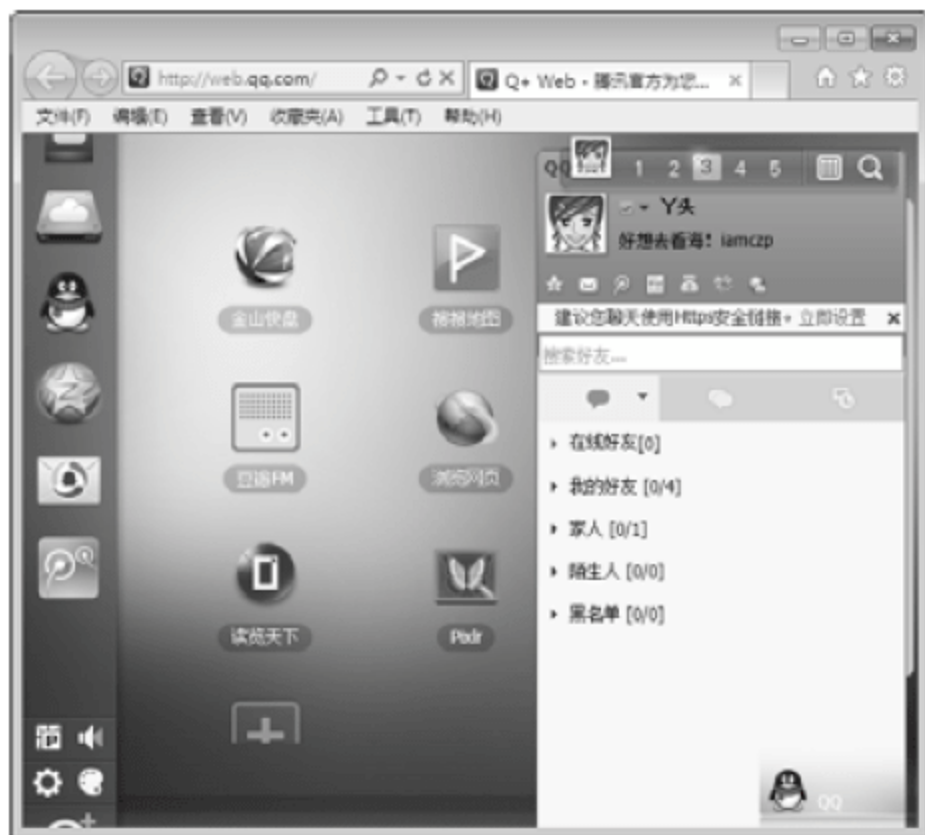 http://web.qq.com/
Q+ Web - 腾讯官方为您...
文件(F) 编辑(E) 查看(V) 收藏夹(A) 工具(T) 帮助(H)
QQ
1 2 3 4 5
丫头
好想去看海! iamczp
建议您聊天使用Https安全链接。立即设置
搜索好友....
金山快盘
搜搜地图
豆瓣FM
浏览网页
读览天下
Pixlr
在线好友[0]
我的好友 [0/4]
家人 [0/1]
陌生人 [0/0]
黑名单 [0/0]
QQ